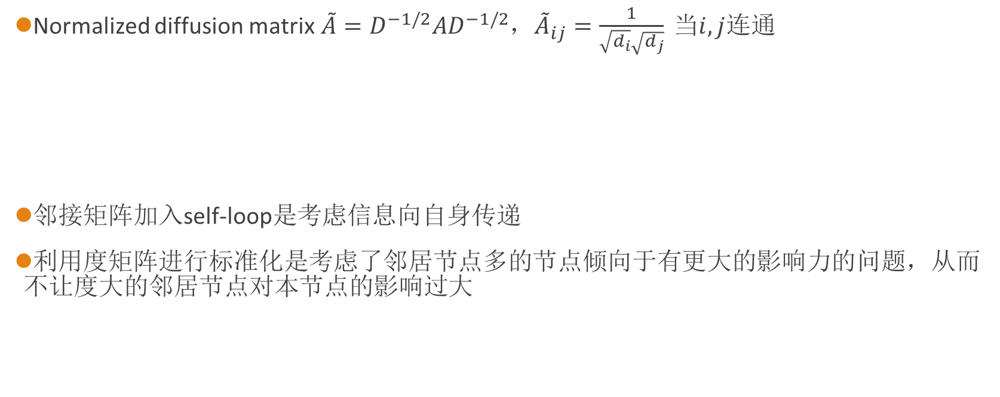 ●Normalized diffusion matrix Ã = D^{−1/2}AD^{−1/2}，Ã_{ij} = \frac{1}{\sqrt{d_i}\sqrt{d_j}} 当i,j连通
●邻接矩阵加入self-loop是考虑信息向自身传递
●利用度矩阵进行标准化是考虑了邻居节点多的节点倾向于有更大的影响力的问题，从而
不让度大的邻居节点对本节点的影响过大